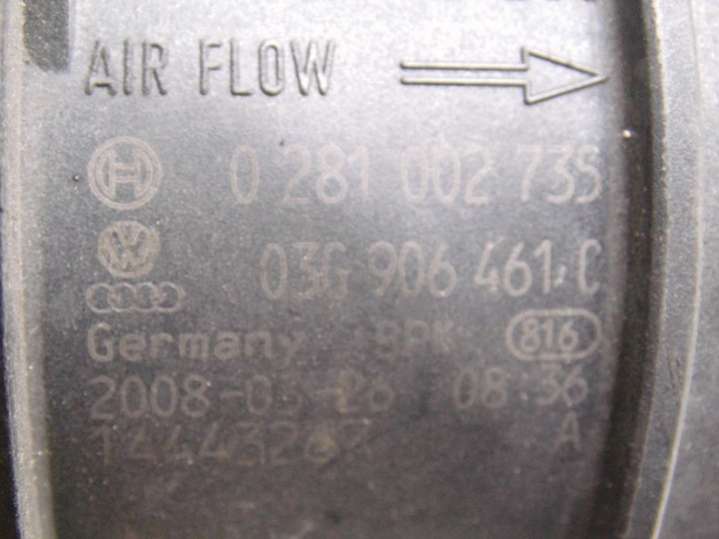 AIR FLOW
0 281 002 735
03G 906 461 C
Germany 816
08:36
A